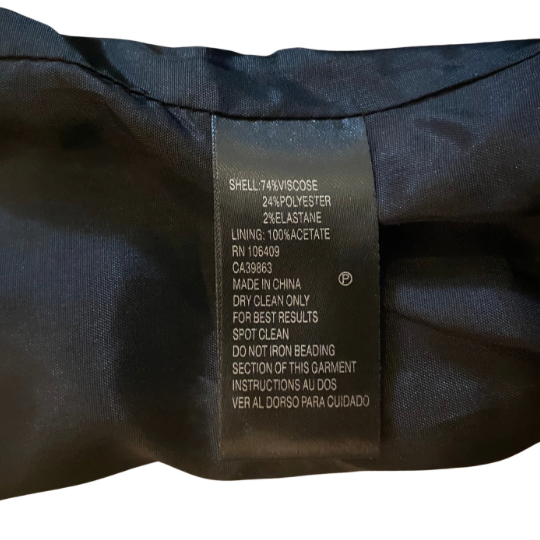 SHELL:74%VISCOSE
24%POLYESTER
2%ELASTANE
LINING: 100%ACETATE
RN 106409
CA39863
MADE IN CHINA
P
DRY CLEAN ONLY
FOR BEST RESULTS
SPOT CLEAN
DO NOT IRON BEADING
SECTION OF THIS GARMENT
INSTRUCTIONS AU DOS
VER AL DORSO PARA CUIDADO